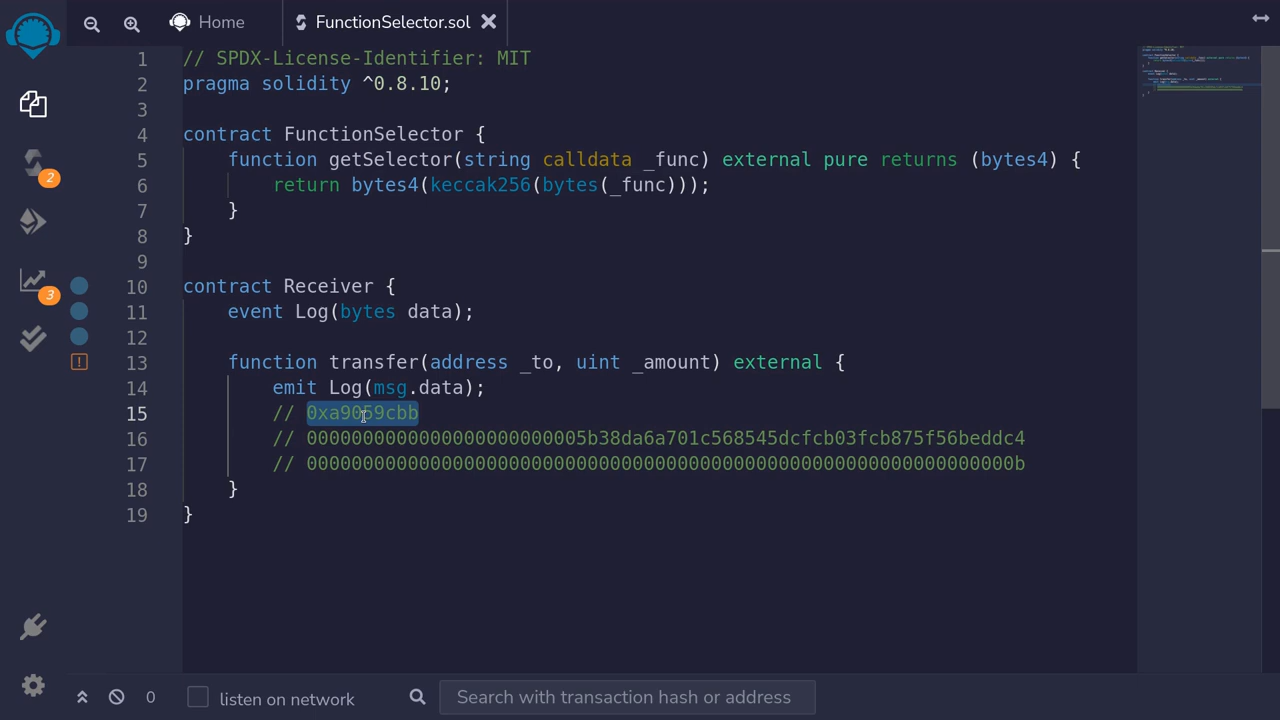 Home
FunctionSelector.sol
1 // SPDX-License-Identifier: MIT
2 pragma solidity ^0.8.10;
3
4 contract FunctionSelector {
5 function getSelector(string calldata _func) external pure returns (bytes4) {
6 return bytes4(keccak256(bytes(_func)));
7 }
8 }
9
10 contract Receiver {
11 event Log(bytes data);
12
13 function transfer(address _to, uint _amount) external {
14 emit Log(msg.data);
15 // 0xa9059cbb
16 // 0000000000000000000000005b38da6a701c568545dcfcb03fcb875f56beddc4
17 // 000000000000000000000000000000000000000000000000000000000000000b
18 }
19 }
2
3
0
listen on network
Search with transaction hash or address